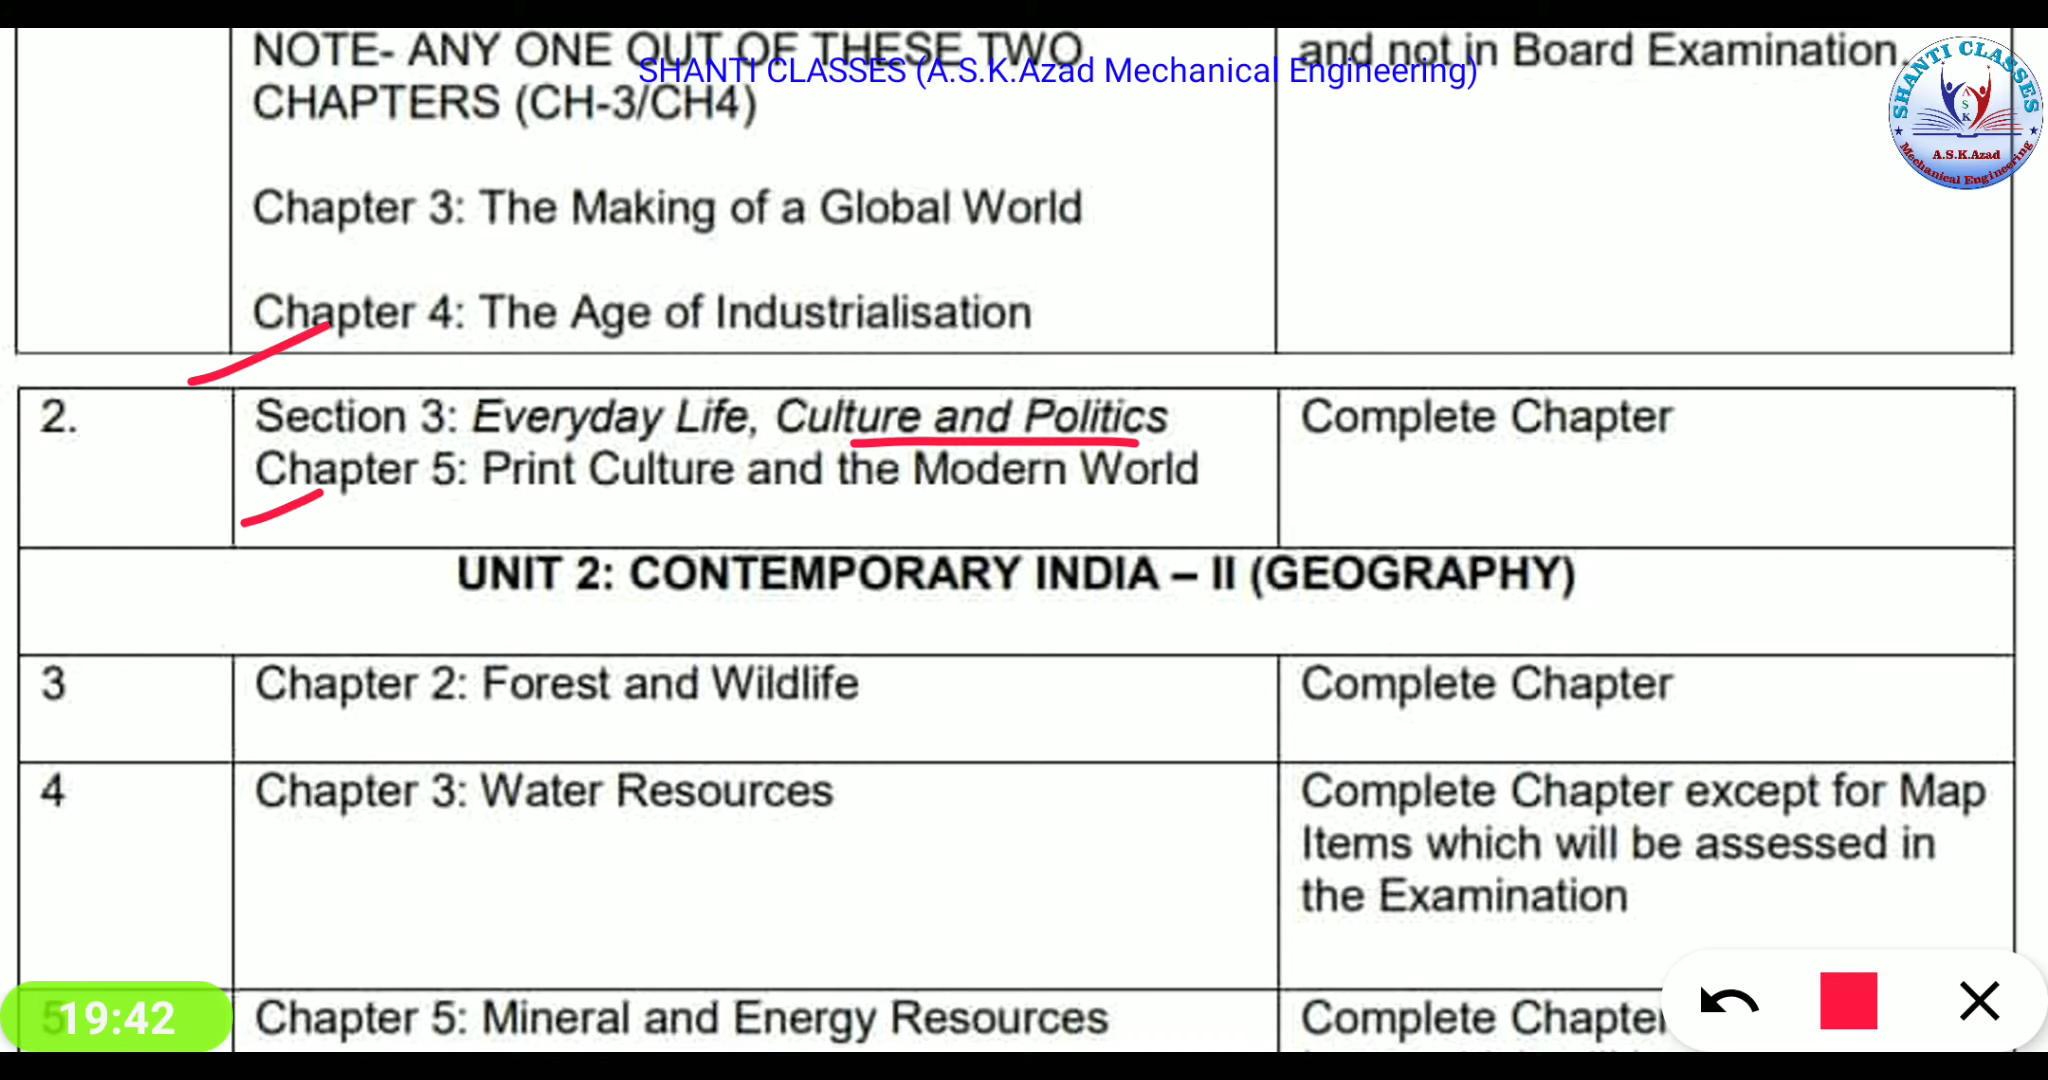 NOTE- ANY ONE OUT OF THESE TWO
CHAPTERS (CH-3/CH4)
and not in Board Examination.
SHANTI CLASSES (A.S.K.Azad Mechanical Engineering)
SHANTI CLASSES
A
S
K
A.S.K.Azad
Mechanical Engineering
Chapter 3: The Making of a Global World
Chapter 4: The Age of Industrialisation
2.
Section 3: Everyday Life, Culture and Politics
Chapter 5: Print Culture and the Modern World
Complete Chapter
UNIT 2: CONTEMPORARY INDIA – II (GEOGRAPHY)
3
Chapter 2: Forest and Wildlife
Complete Chapter
4
Chapter 3: Water Resources
Complete Chapter except for Map
Items which will be assessed in
the Examination
5
19:42
Chapter 5: Mineral and Energy Resources
Complete Chapter